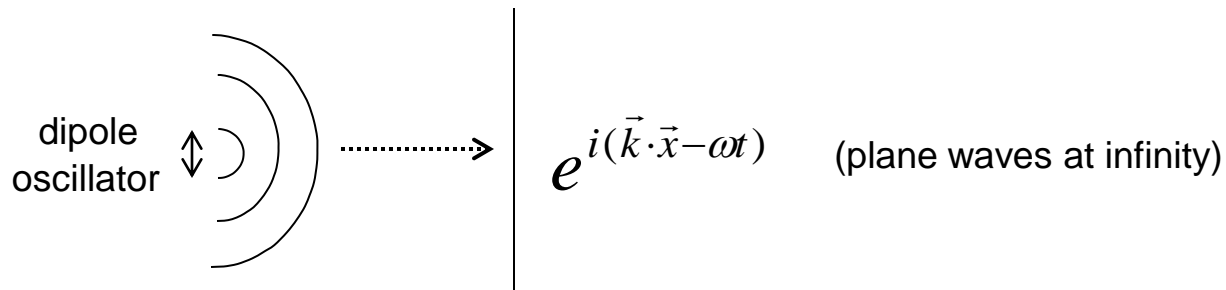 dipole
oscillator
e^{i(\vec{k}\cdot\vec{x}-\omega t)}
(plane waves at infinity)